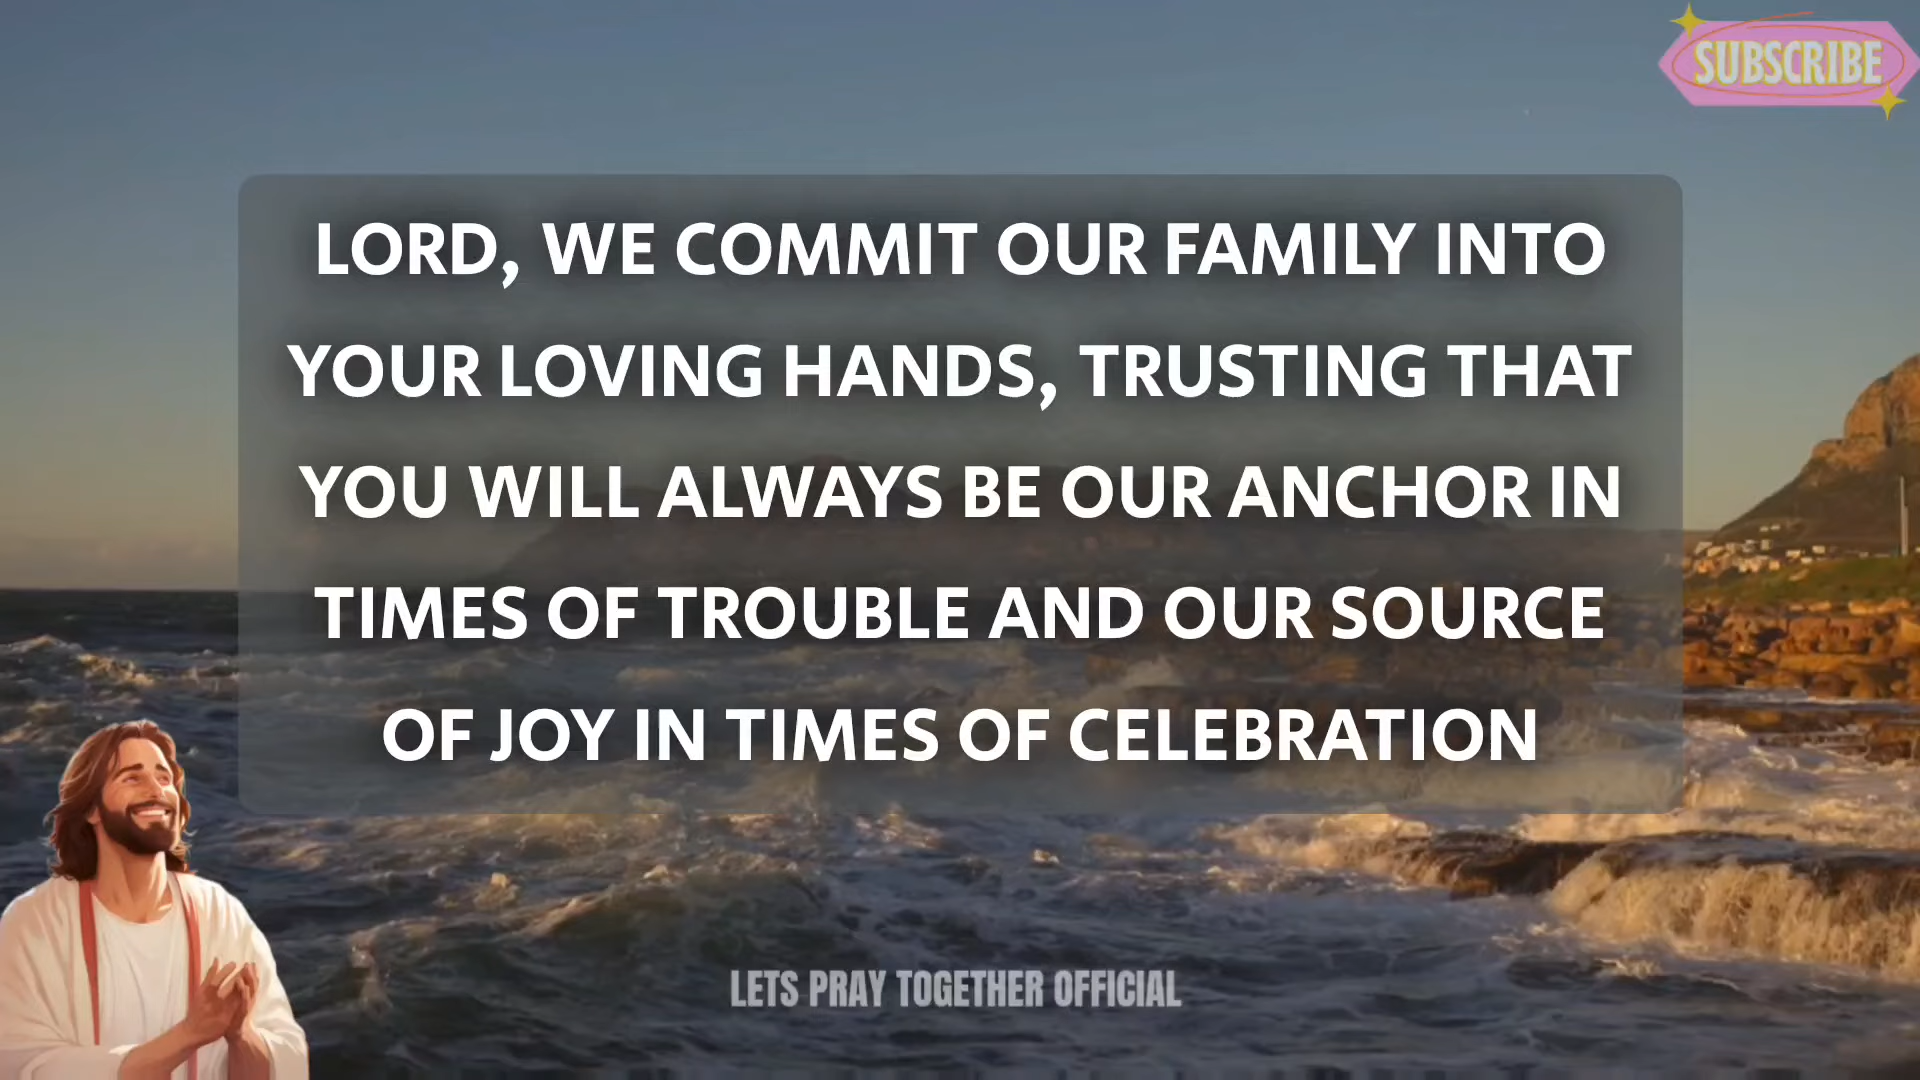 SUBSCRIBE
LORD, WE COMMIT OUR FAMILY INTO
YOUR LOVING HANDS, TRUSTING THAT
YOU WILL ALWAYS BE OUR ANCHOR IN
TIMES OF TROUBLE AND OUR SOURCE
OF JOY IN TIMES OF CELEBRATION
LETS PRAY TOGETHER OFFICIAL